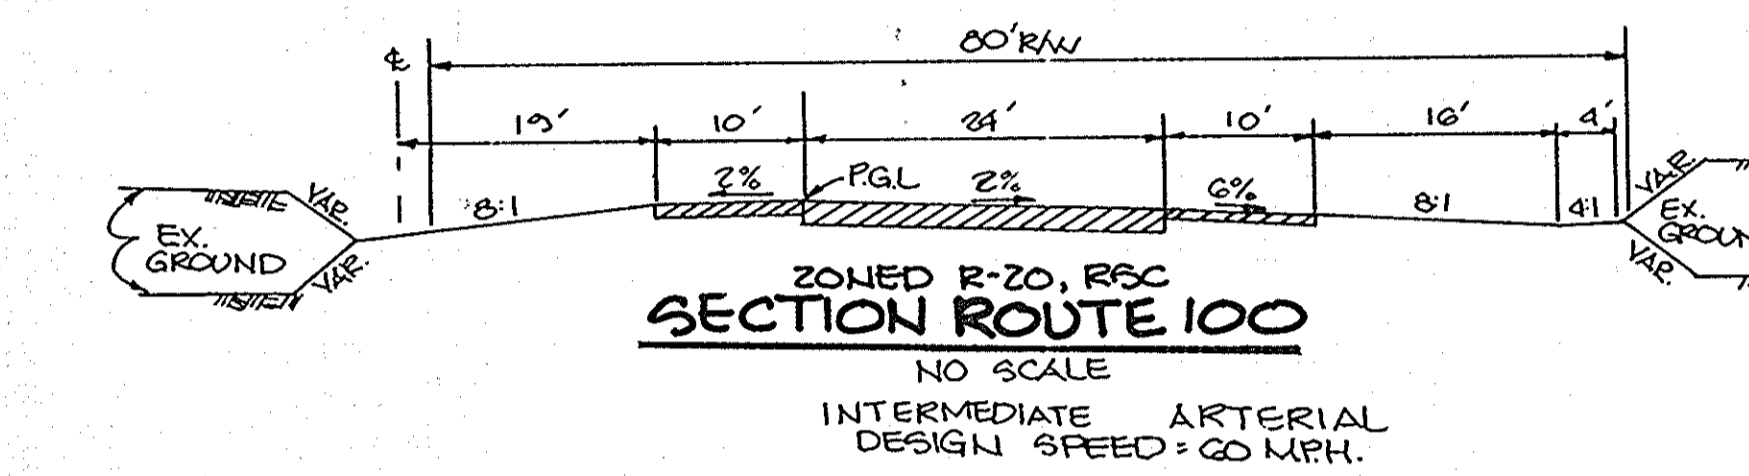 80' R/W
℄
19' 10' 24' 10' 16' 4'
VAR. 8:1 2% P.G.L 2% 6% 8:1 4:1 VAR.
EX.
GROUND
VAR.
EX.
VAR.
ZONED R-20, RSC
SECTION ROUTE 100
NO SCALE
INTERMEDIATE ARTERIAL
DESIGN SPEED = 60 M.P.H.